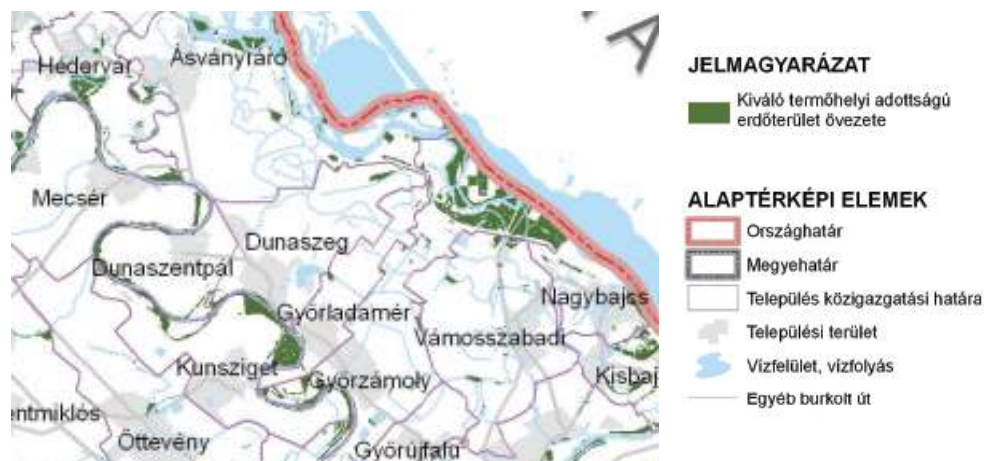 A
Hédervár
Ásványráró
Mecsér
Dunaszeg
Dunaszentpál
Győrladamér
Nagybajcs
Vámosszabadi
Kunsziget
Győrzámoly
Kisbaj
entmiklós
Öttevény
Győrújfalu
JELMAGYARÁZAT
Kiváló termőhelyi adottságú
erdőterület övezete
ALAPTÉRKÉPI ELEMEK
Országhatár
Megyehatár
Település közigazgatási határa
Települési terület
Vízfelület, vízfolyás
Egyéb burkolt út